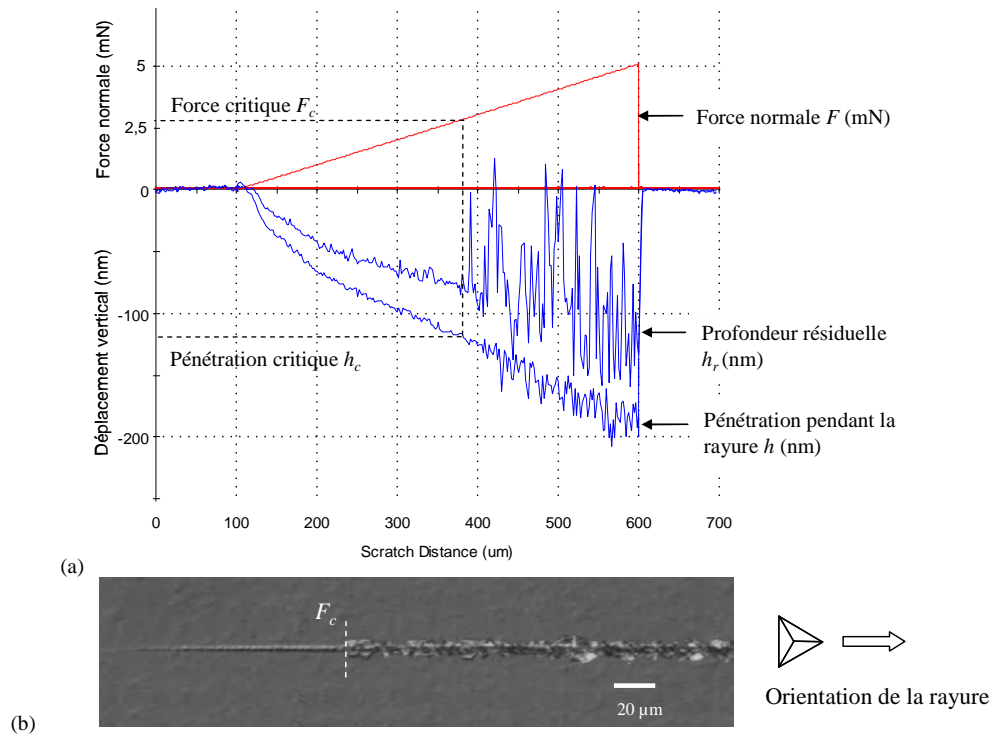 Force normale (mN)
5
2,5
0
Force critique Fc
Force normale F (mN)
Déplacement vertical (nm)
-100
-200
Pénétration critique hc
Profondeur résiduelle
hr (nm)
Pénétration pendant la
rayure h (nm)
0 100 200 300 400 500 600 700
Scratch Distance (um)
(a)
Fc
20 µm
Orientation de la rayure
(b)